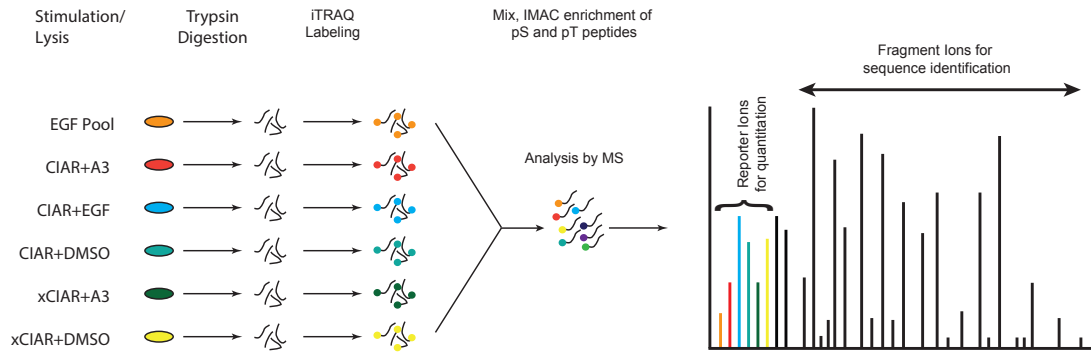 Stimulation/
Lysis
Trypsin
Digestion
iTRAQ
Labeling
Mix, IMAC enrichment of
pS and pT peptides
Fragment Ions for
sequence identification
EGF Pool
CIAR+A3
CIAR+EGF
CIAR+DMSO
xCIAR+A3
xCIAR+DMSO
Analysis by MS
Reporter Ions
for quantitation